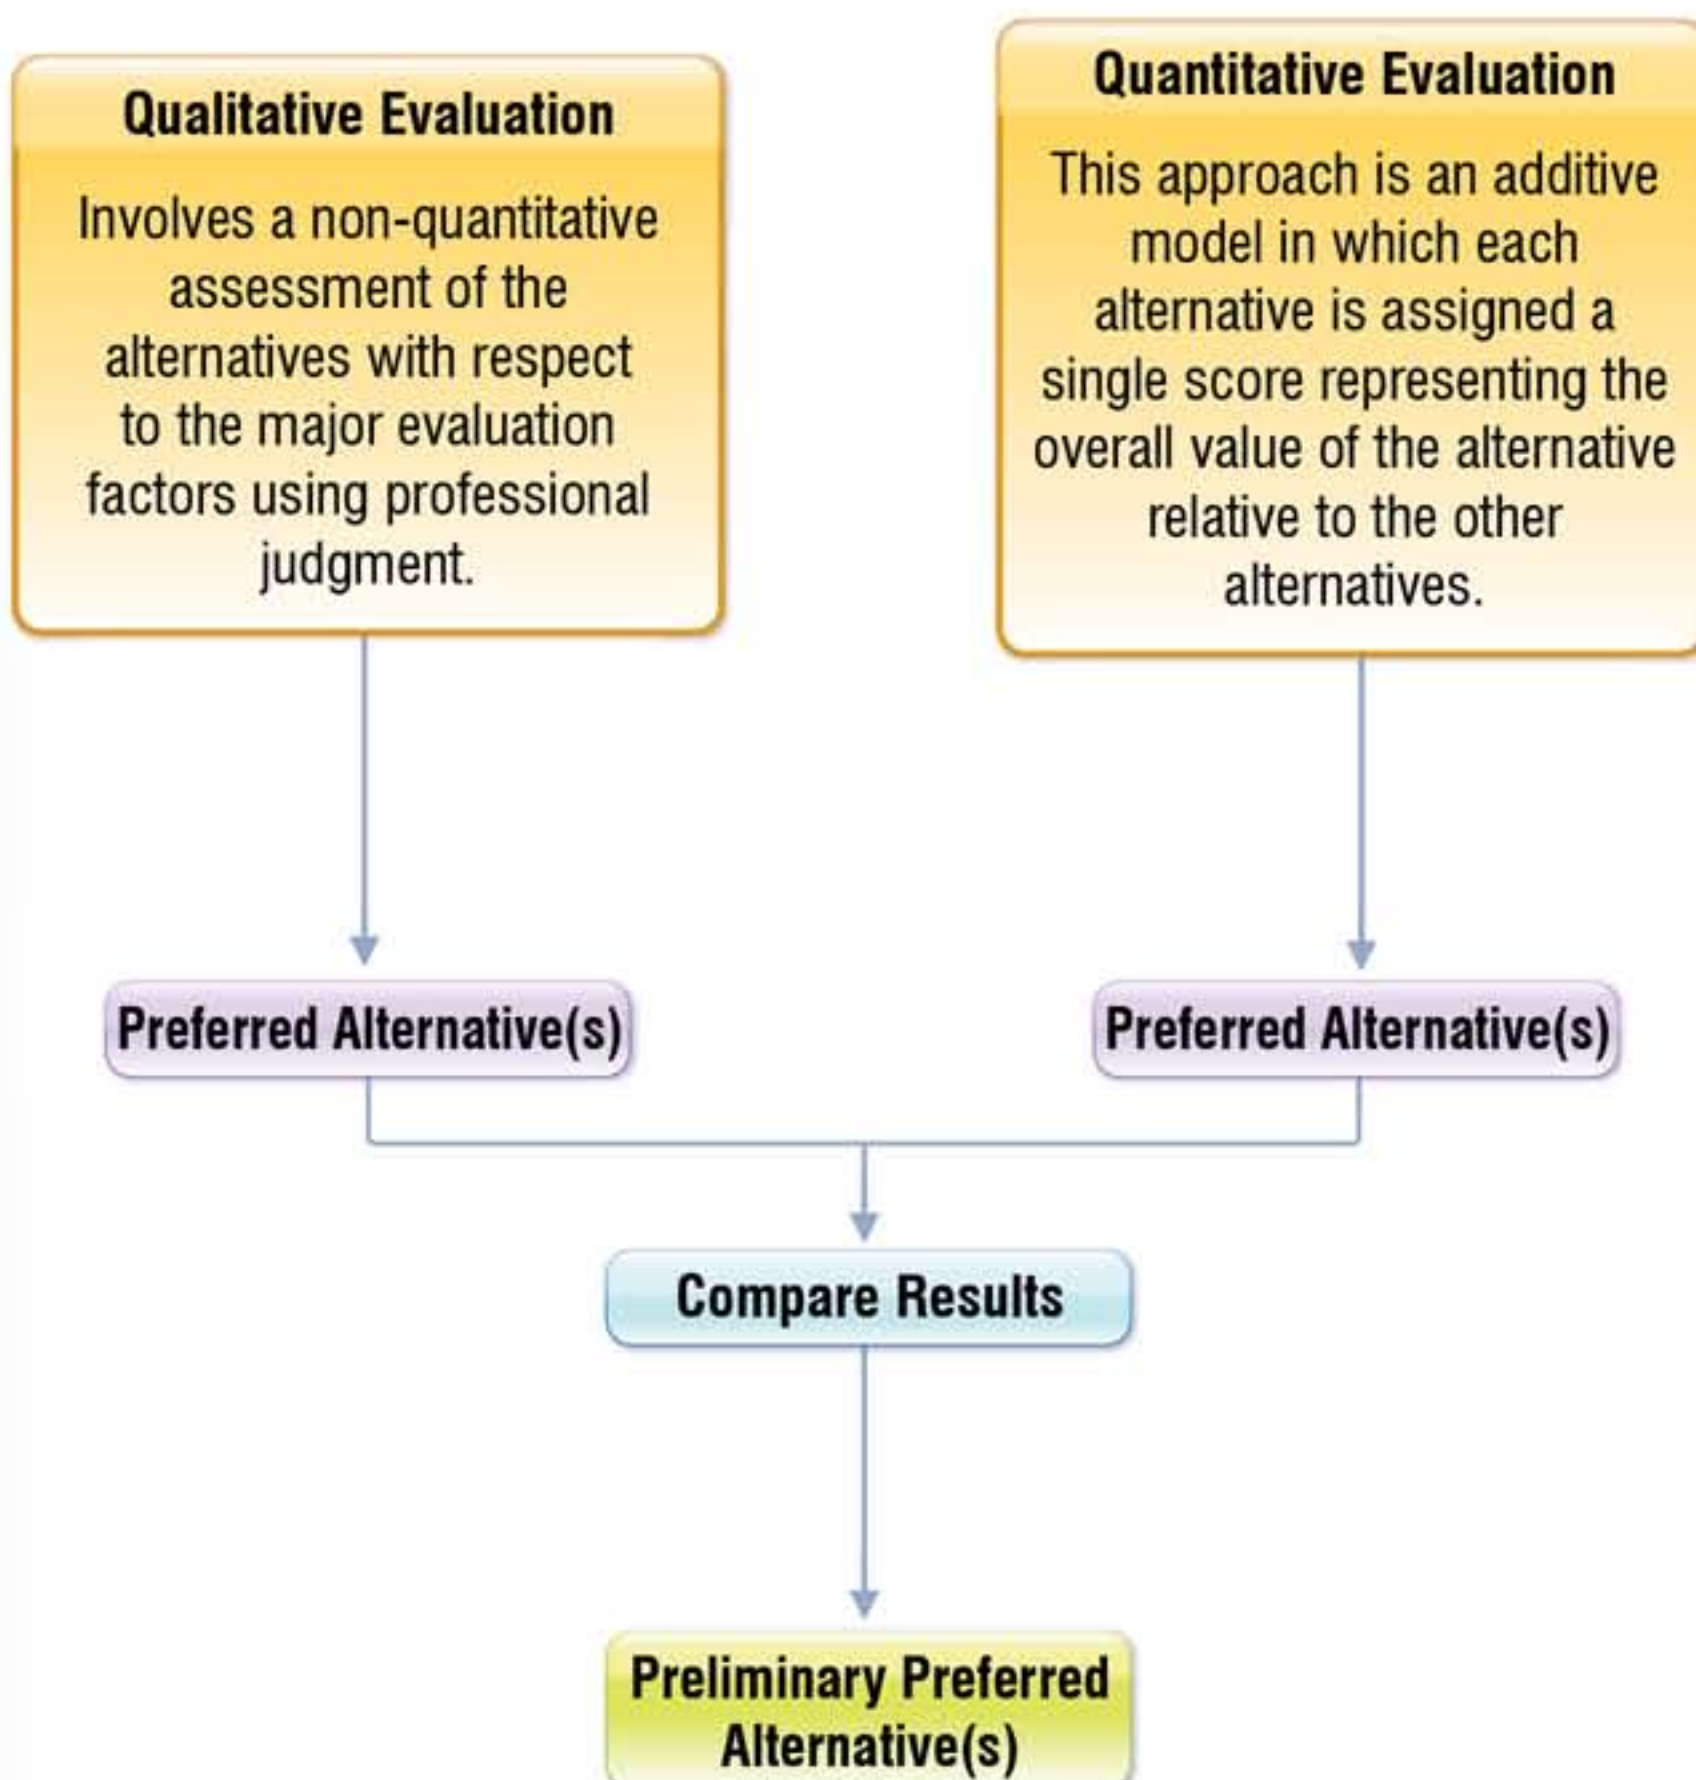 Qualitative Evaluation
Involves a non-quantitative
assessment of the
alternatives with respect
to the major evaluation
factors using professional
judgment.
Quantitative Evaluation
This approach is an additive
model in which each
alternative is assigned a
single score representing the
overall value of the alternative
relative to the other
alternatives.
Preferred Alternative(s)
Preferred Alternative(s)
Compare Results
Preliminary Preferred
Alternative(s)